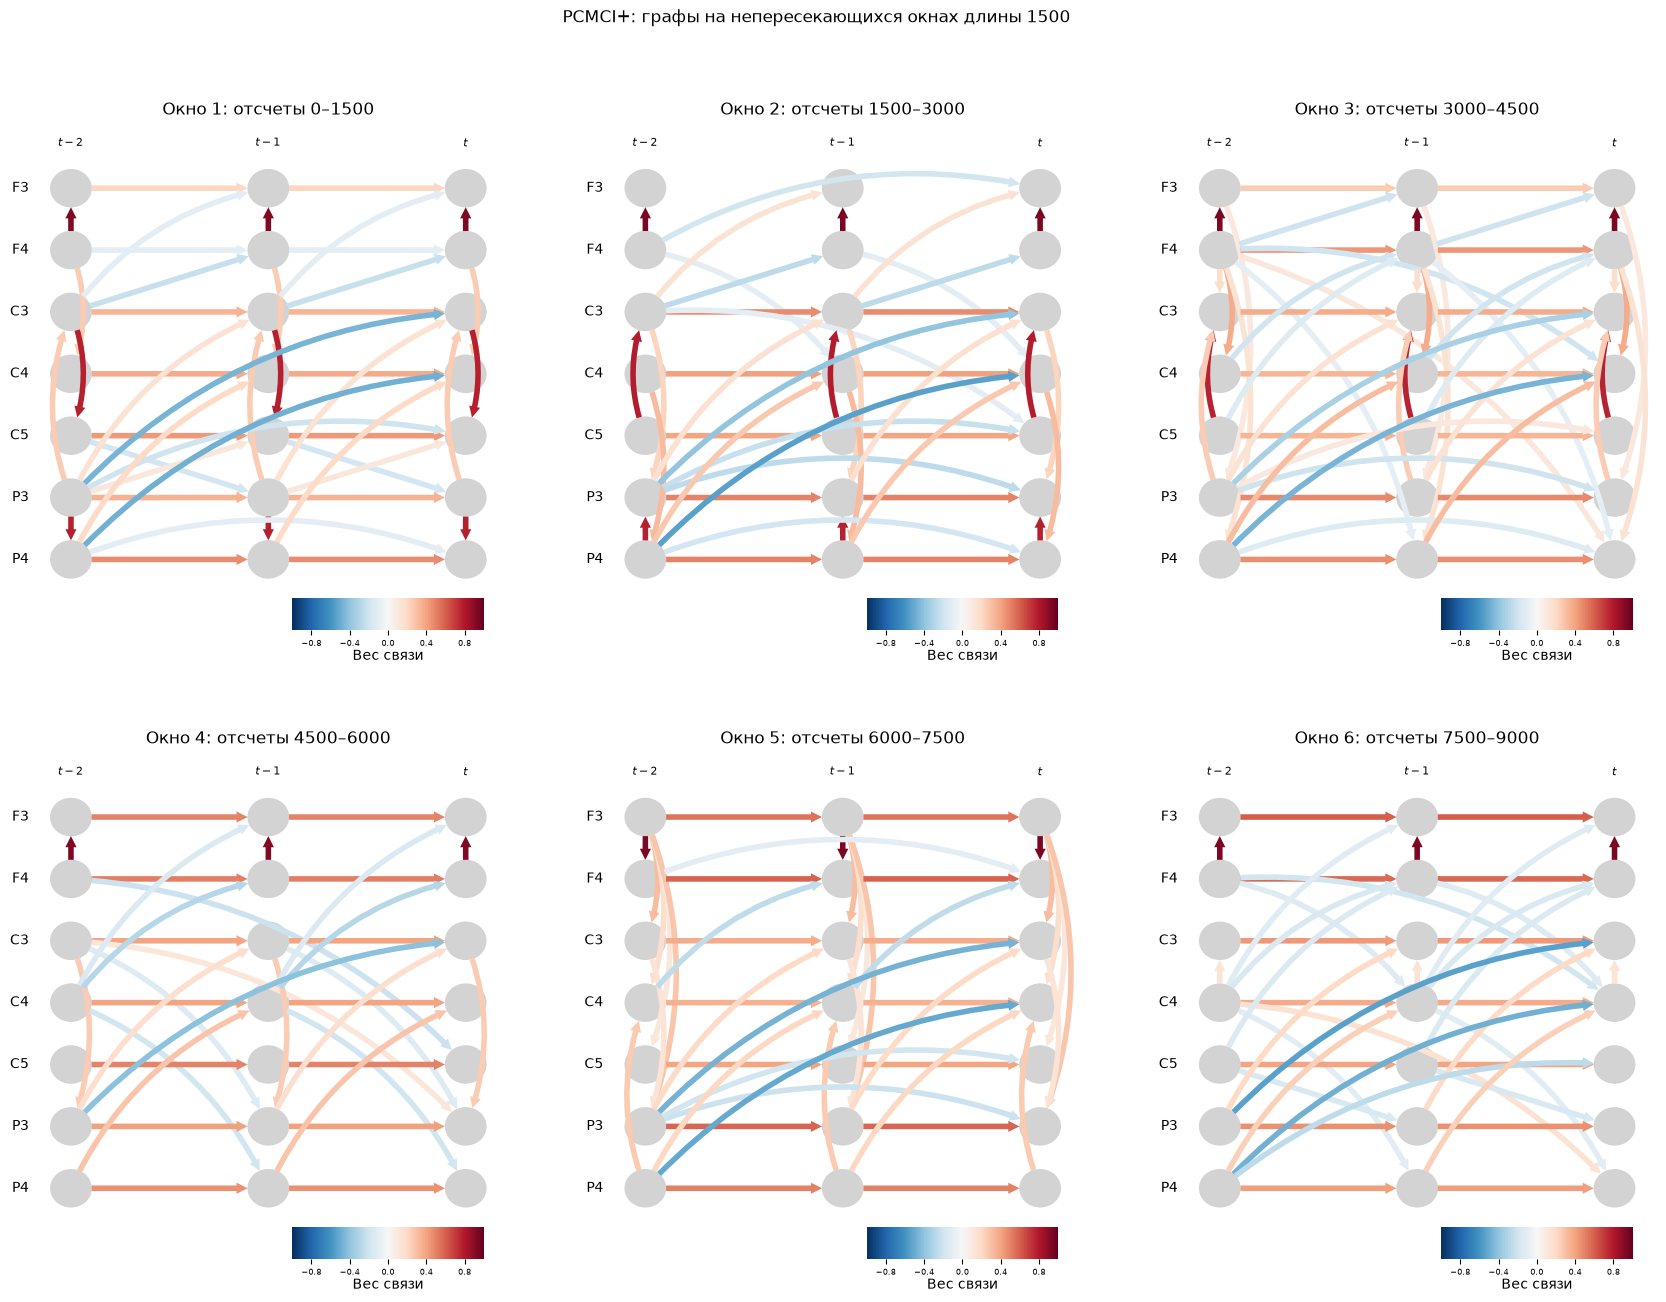 PCMCI+: графы на непересекающихся окнах длины 1500
Окно 1: отсчеты 0–1500
t − 2 t − 1 t
F3
F4
C3
C4
C5
P3
P4
−0.8 −0.4 0.0 0.4 0.8
Вес связи
Окно 2: отсчеты 1500–3000
t − 2 t − 1 t
F3
F4
C3
C4
C5
P3
P4
−0.8 −0.4 0.0 0.4 0.8
Вес связи
Окно 3: отсчеты 3000–4500
t − 2 t − 1 t
F3
F4
C3
C4
C5
P3
P4
−0.8 −0.4 0.0 0.4 0.8
Вес связи
Окно 4: отсчеты 4500–6000
t − 2 t − 1 t
F3
F4
C3
C4
C5
P3
P4
−0.8 −0.4 0.0 0.4 0.8
Вес связи
Окно 5: отсчеты 6000–7500
t − 2 t − 1 t
F3
F4
C3
C4
C5
P3
P4
−0.8 −0.4 0.0 0.4 0.8
Вес связи
Окно 6: отсчеты 7500–9000
t − 2 t − 1 t
F3
F4
C3
C4
C5
P3
P4
−0.8 −0.4 0.0 0.4 0.8
Вес связи